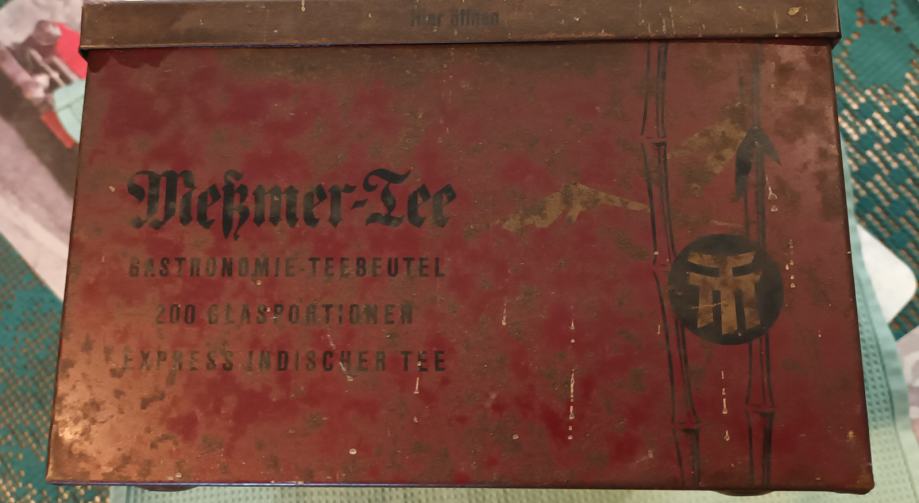 Hier öffnen
Meßmer-Tee
GASTRONOMIE-TEEBEUTEL
200 GLASPORTIONEN
EXPRESS INDISCHER TEE